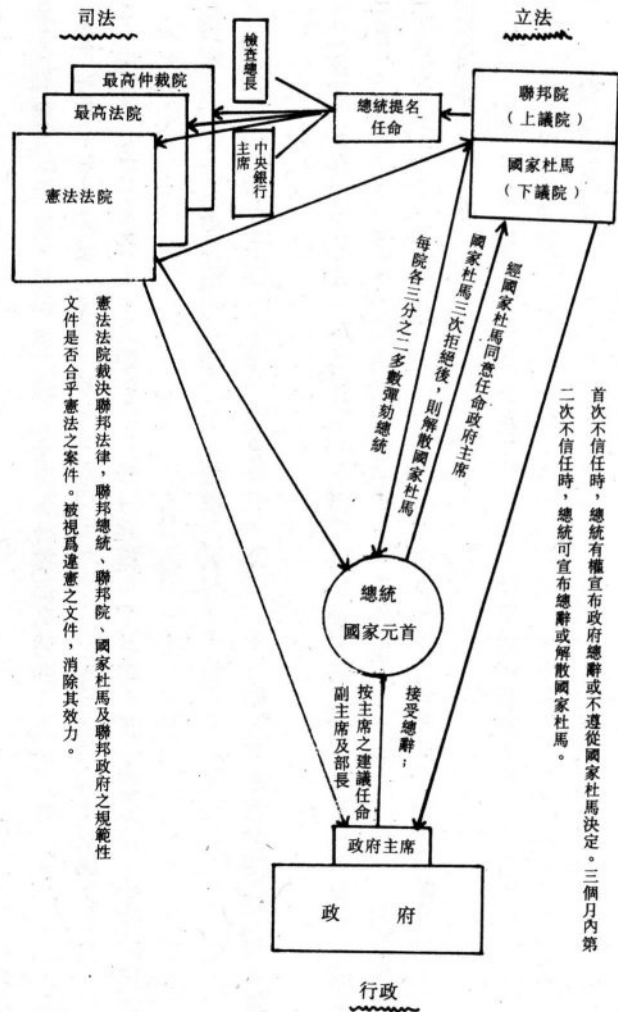 司法
立法
檢查總長
最高仲裁院
最高法院
憲法法院
中央銀行
主席
總統提名
任命
聯邦院
（上議院）
國家杜馬
（下議院）
經國家杜馬同意任命政府主席
國家杜馬三次拒絕後，則解散國家杜馬
每院各三分之二多數彈劾總統
首次不信任時，總統有權宣布政府總辭或不遵從國家杜馬決定。三個月內第
二次不信任時，總統可宣布總辭或解散國家杜馬。
憲法法院裁決聯邦法律，聯邦總統、聯邦院、國家杜馬及聯邦政府之規範性
文件是否合乎憲法之案件。被視爲違憲之文件，消除其效力。
總統
國家元首
接受總辭；
按主席之建議任命
副主席及部長
政府主席
政府
行政